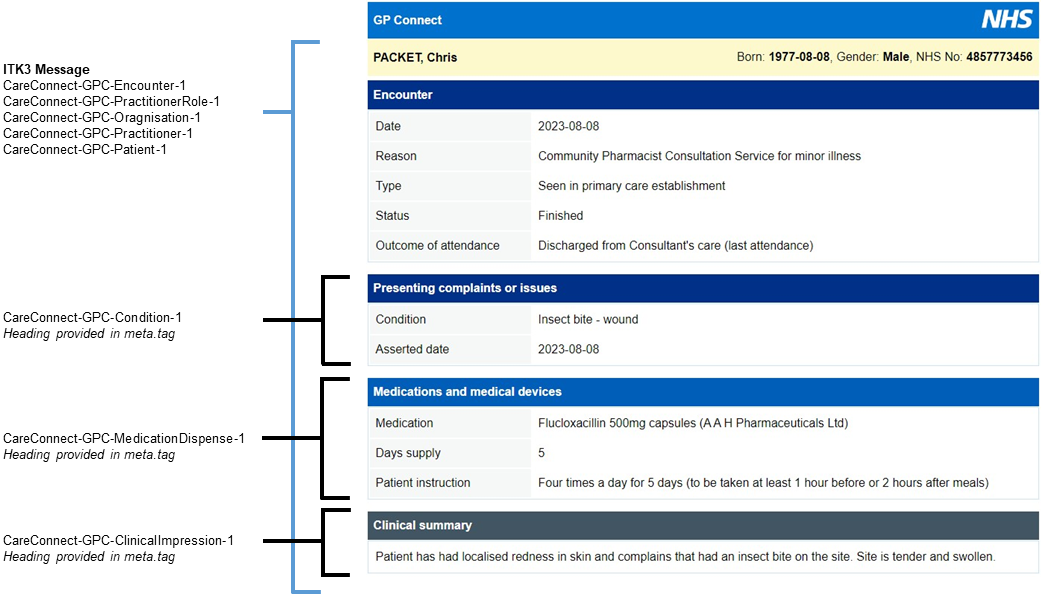 GP Connect
NHS
PACKET, Chris
Born: 1977-08-08, Gender: Male, NHS No: 4857773456
ITK3 Message
CareConnect-GPC-Encounter-1
CareConnect-GPC-PractitionerRole-1
CareConnect-GPC-Oragnisation-1
CareConnect-GPC-Practitioner-1
CareConnect-GPC-Patient-1
Encounter
Date 2023-08-08
Reason Community Pharmacist Consultation Service for minor illness
Type Seen in primary care establishment
Status Finished
Outcome of attendance Discharged from Consultant's care (last attendance)
CareConnect-GPC-Condition-1
Heading provided in meta.tag
Presenting complaints or issues
Condition Insect bite - wound
Asserted date 2023-08-08
CareConnect-GPC-MedicationDispense-1
Heading provided in meta.tag
Medications and medical devices
Medication Flucloxacillin 500mg capsules (A A H Pharmaceuticals Ltd)
Days supply 5
Patient instruction Four times a day for 5 days (to be taken at least 1 hour before or 2 hours after meals)
CareConnect-GPC-ClinicalImpression-1
Heading provided in meta.tag
Clinical summary
Patient has had localised redness in skin and complains that had an insect bite on the site. Site is tender and swollen.